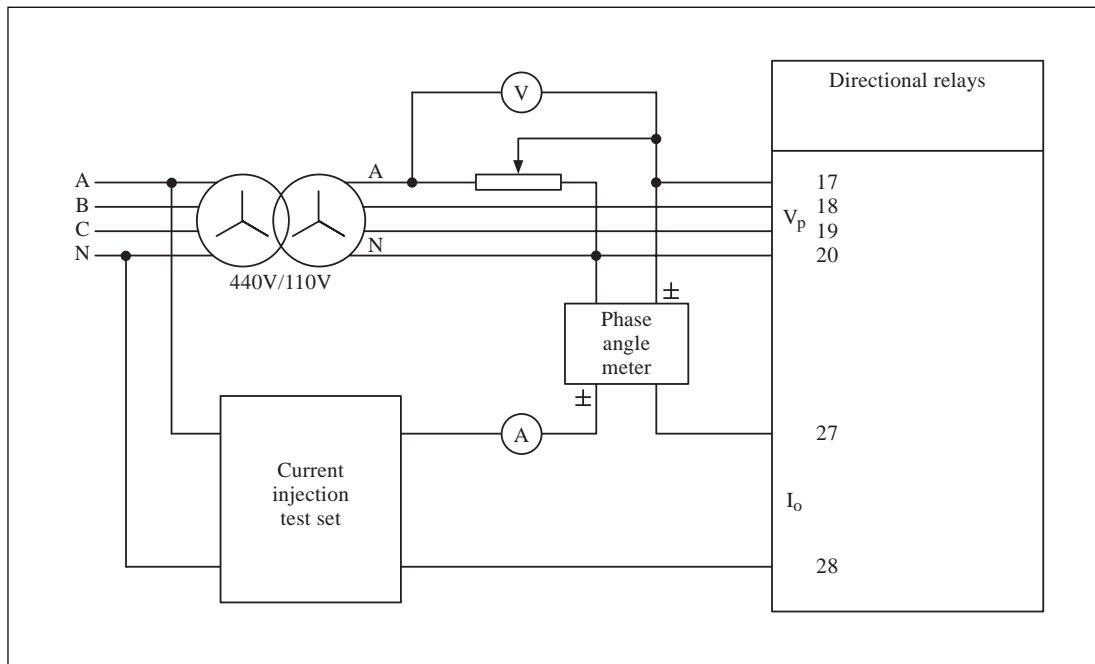 V
Directional relays
A
A
B
C
N
N
440V/110V
17
18
Vp
19
20
±
Phase
angle
meter
±
A
27
Current
injection
test set
Io
28